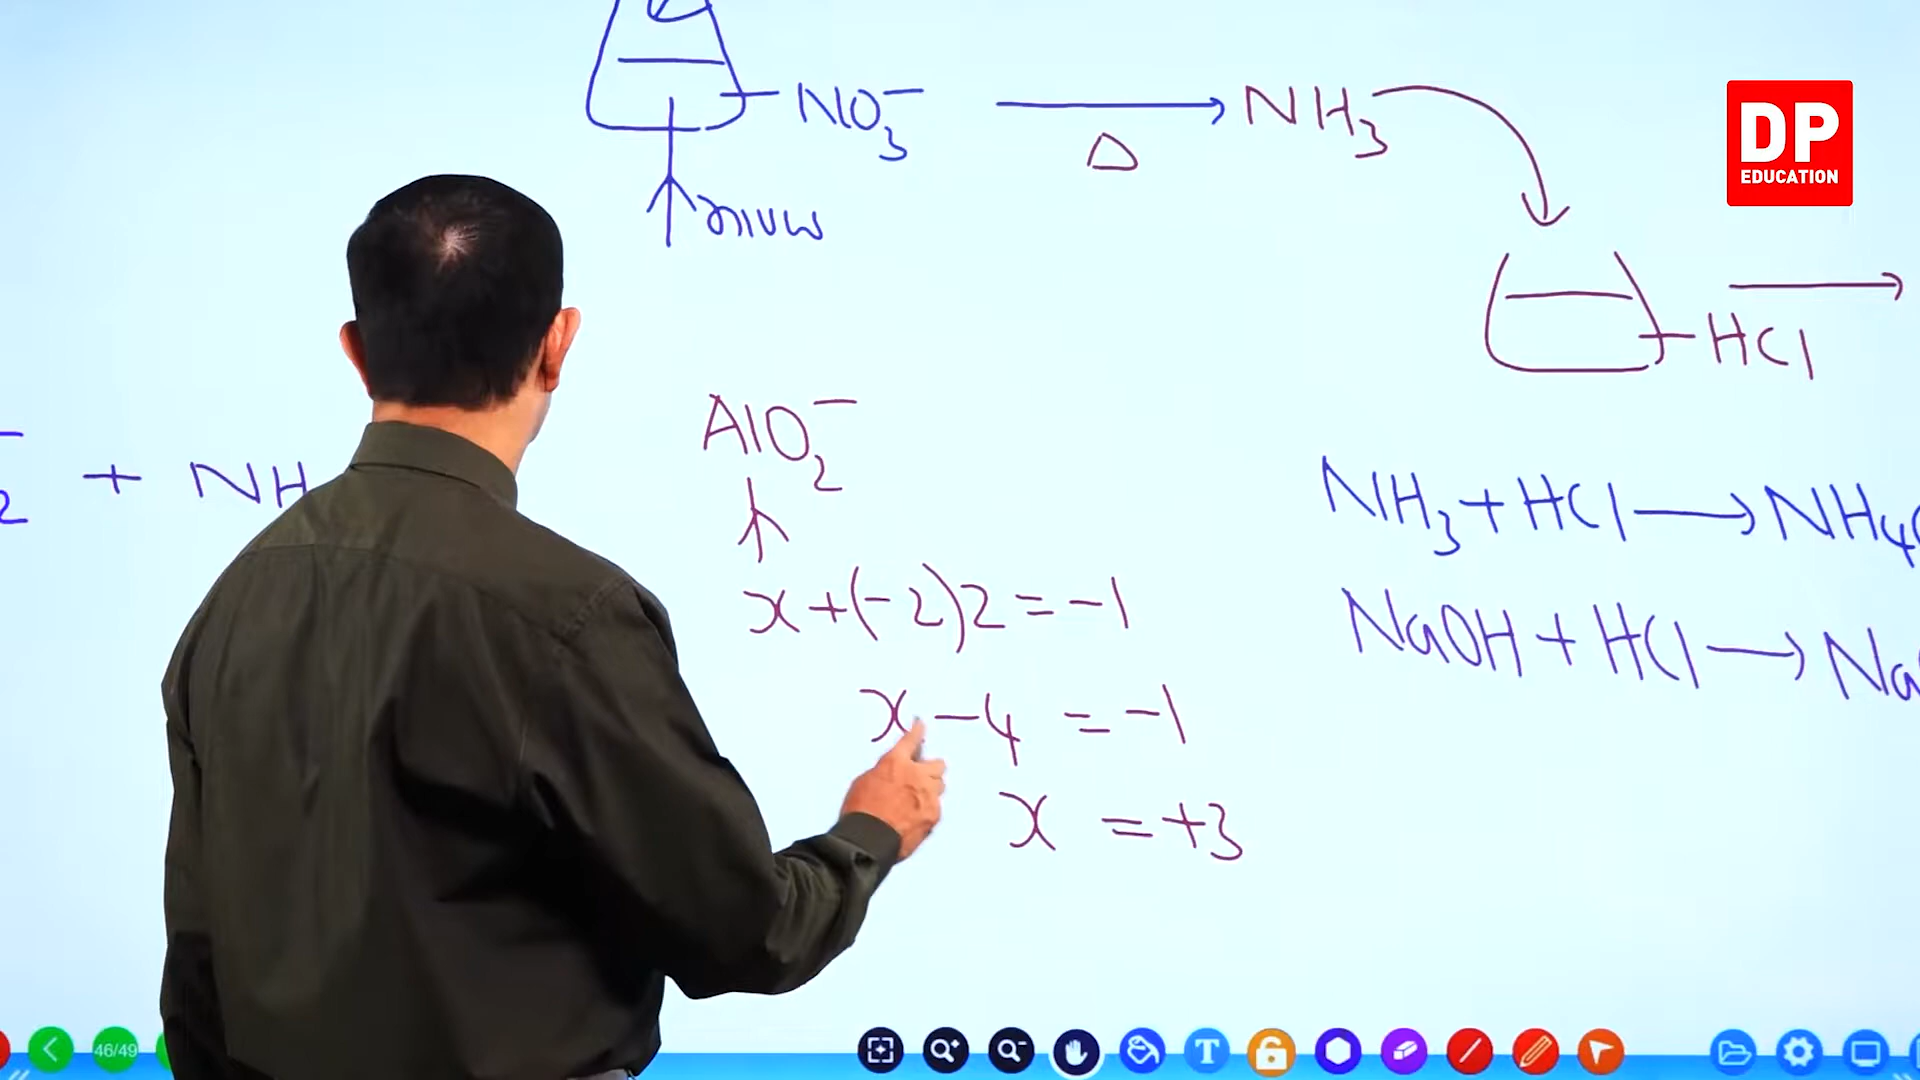 NO₃⁻ → NH₃
Δ
DP
EDUCATION
HCl
AlO₂⁻
₂⁻ + NH
NH₃ + HCl → NH₄
x + (-2)2 = -1
NaOH + HCl → Na
x - 4 = -1
x = +3
46/49
T